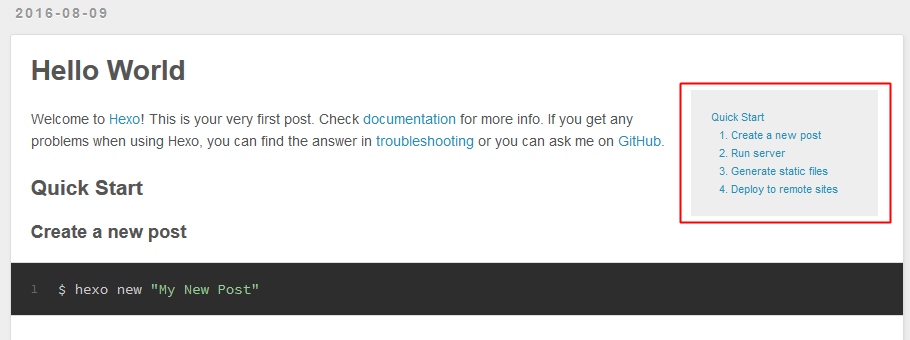 2016-08-09
Hello World
Welcome to Hexo! This is your very first post. Check documentation for more info. If you get any
problems when using Hexo, you can find the answer in troubleshooting or you can ask me on GitHub.
Quick Start
1. Create a new post
2. Run server
3. Generate static files
4. Deploy to remote sites
Quick Start
Create a new post
1 $ hexo new "My New Post"